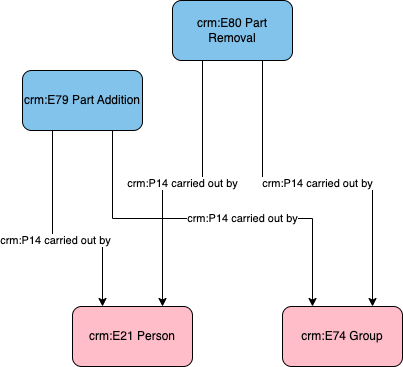 crm:E80 Part
Removal
crm:E79 Part Addition
crm:P14 carried out by
crm:P14 carried out by
crm:P14 carried out by
crm:P14 carried out by
crm:E21 Person
crm:E74 Group